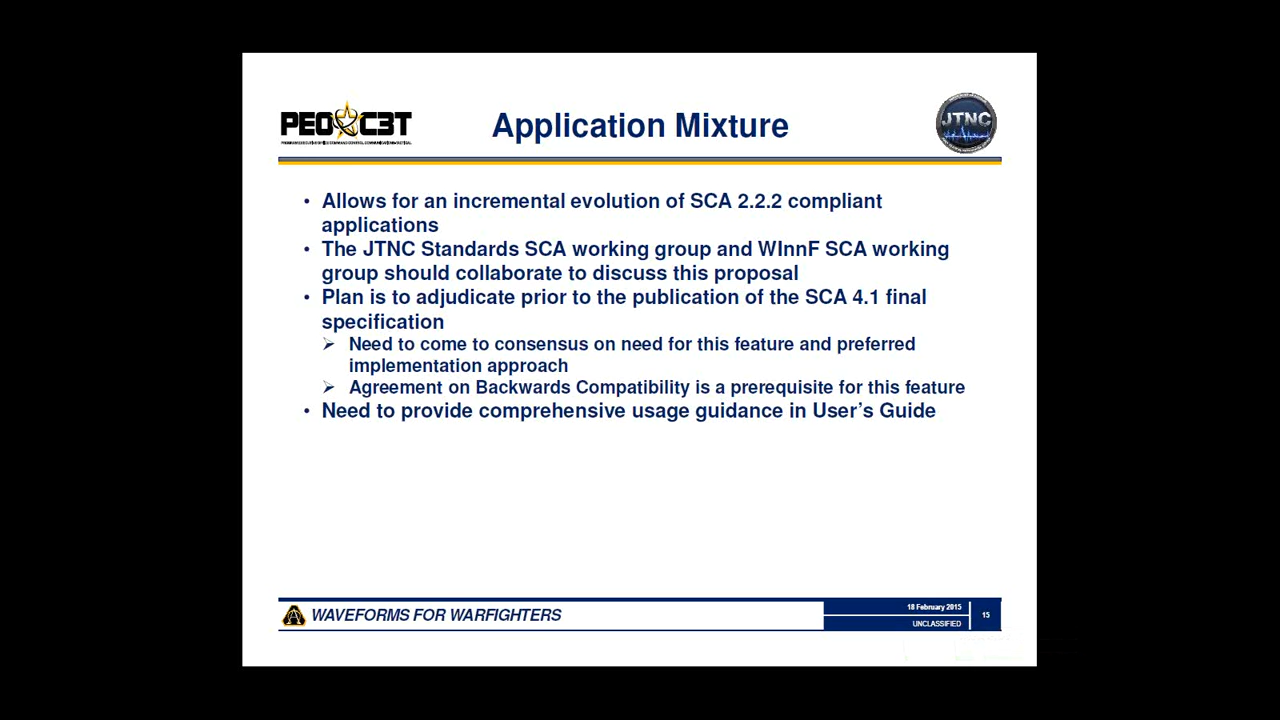 PEO C3T
Application Mixture
JTNC
• Allows for an incremental evolution of SCA 2.2.2 compliant
applications
• The JTNC Standards SCA working group and WInnF SCA working
group should collaborate to discuss this proposal
• Plan is to adjudicate prior to the publication of the SCA 4.1 final
specification
➢ Need to come to consensus on need for this feature and preferred
implementation approach
➢ Agreement on Backwards Compatibility is a prerequisite for this feature
• Need to provide comprehensive usage guidance in User’s Guide
WAVEFORMS FOR WARFIGHTERS
18 February 2015
UNCLASSIFIED
15